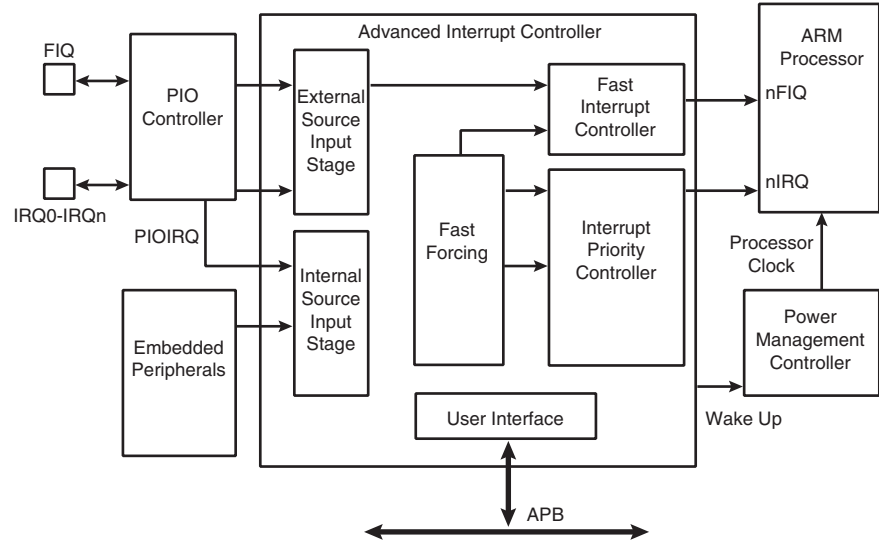 Advanced Interrupt Controller
FIQ
PIO
Controller
IRQ0-IRQn
PIOIRQ
External
Source
Input
Stage
Internal
Source
Input
Stage
Embedded
Peripherals
Fast
Forcing
Fast
Interrupt
Controller
Interrupt
Priority
Controller
User Interface
APB
ARM
Processor
nFIQ
nIRQ
Processor
Clock
Power
Management
Controller
Wake Up